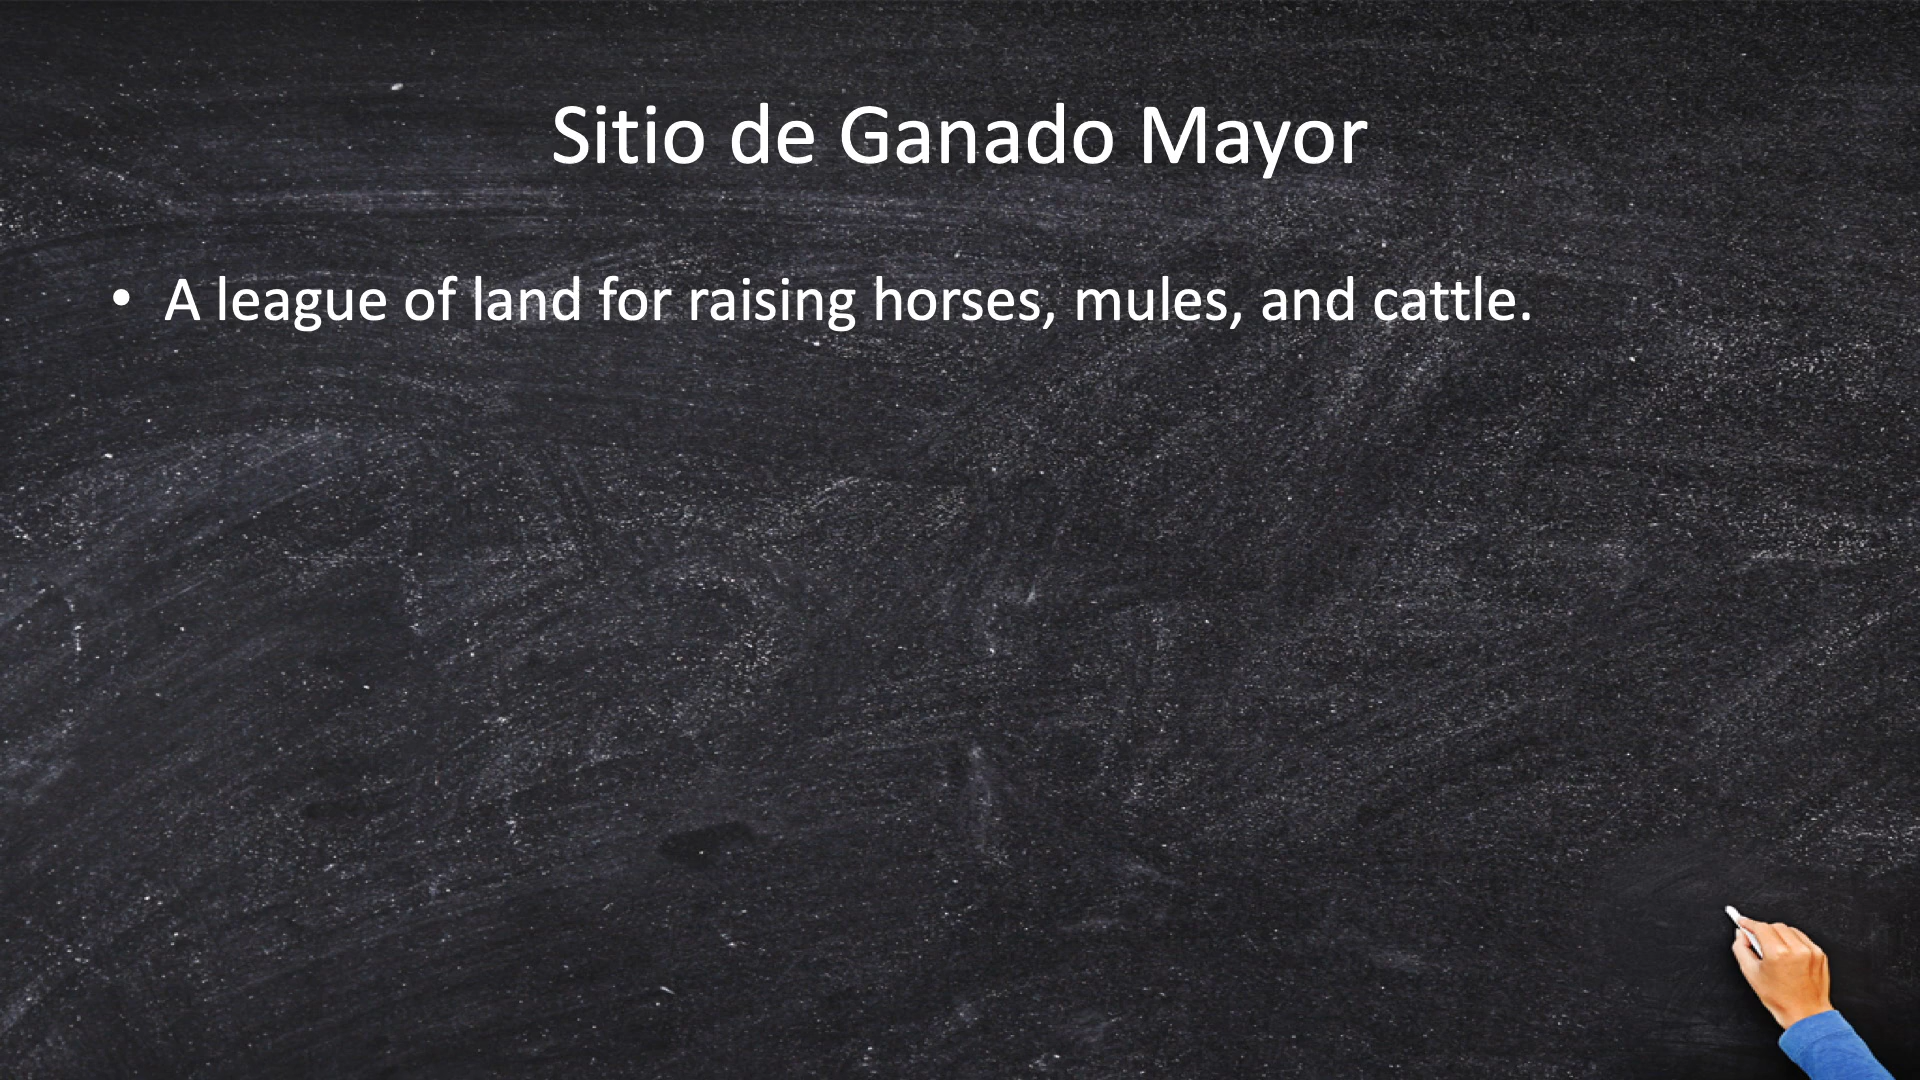 Sitio de Ganado Mayor
• A league of land for raising horses, mules, and cattle.